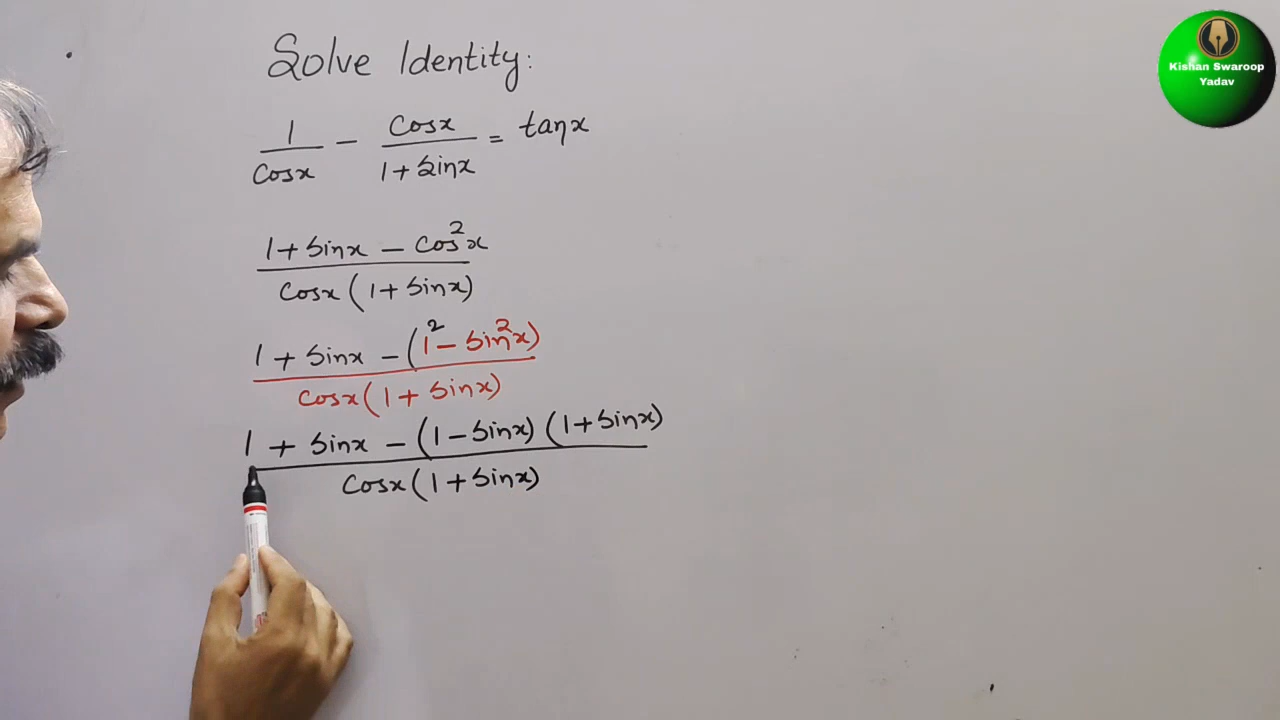 Solve Identity:
1/cosx - cosx/1+sinx = tanx
1+sinx - cos²x/cosx(1+sinx)
1+sinx - (1²-sin²x)/cosx(1+sinx)
1+sinx - (1-sinx)(1+sinx)/cosx(1+sinx)
Kishan Swaroop
Yadav